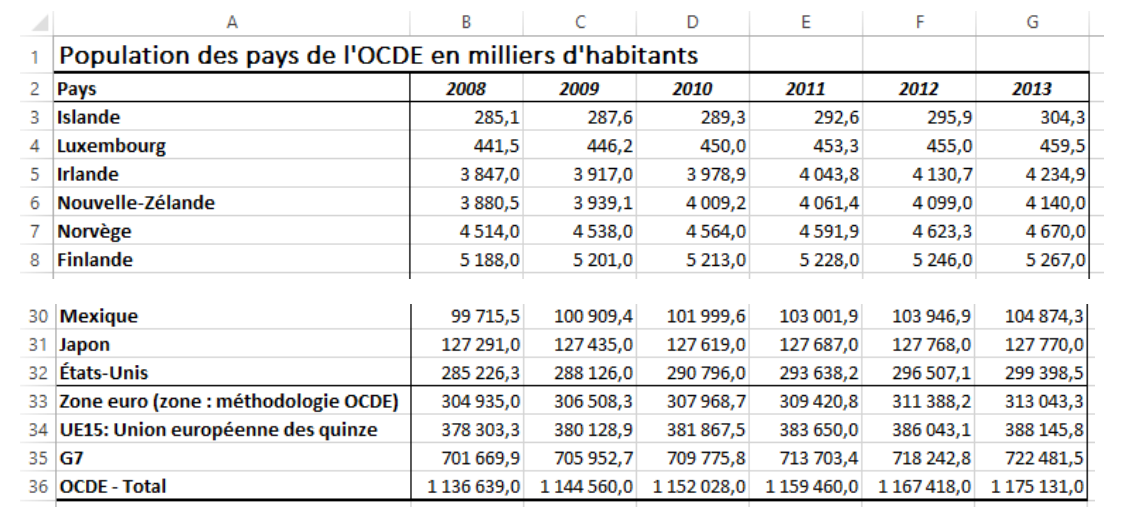 A B C D E F G
1 Population des pays de l'OCDE en milliers d'habitants
2 Pays 2008 2009 2010 2011 2012 2013
3 Islande 285,1 287,6 289,3 292,6 295,9 304,3
4 Luxembourg 441,5 446,2 450,0 453,3 455,0 459,5
5 Irlande 3 847,0 3 917,0 3 978,9 4 043,8 4 130,7 4 234,9
6 Nouvelle-Zélande 3 880,5 3 939,1 4 009,2 4 061,4 4 099,0 4 140,0
7 Norvège 4 514,0 4 538,0 4 564,0 4 591,9 4 623,3 4 670,0
8 Finlande 5 188,0 5 201,0 5 213,0 5 228,0 5 246,0 5 267,0
30 Mexique 99 715,5 100 909,4 101 999,6 103 001,9 103 946,9 104 874,3
31 Japon 127 291,0 127 435,0 127 619,0 127 687,0 127 768,0 127 770,0
32 États-Unis 285 226,3 288 126,0 290 796,0 293 638,2 296 507,1 299 398,5
33 Zone euro (zone : méthodologie OCDE) 304 935,0 306 508,3 307 968,7 309 420,8 311 388,2 313 043,3
34 UE15: Union européenne des quinze 378 303,3 380 128,9 381 867,5 383 650,0 386 043,1 388 145,8
35 G7 701 669,9 705 952,7 709 775,8 713 703,4 718 242,8 722 481,5
36 OCDE - Total 1 136 639,0 1 144 560,0 1 152 028,0 1 159 460,0 1 167 418,0 1 175 131,0